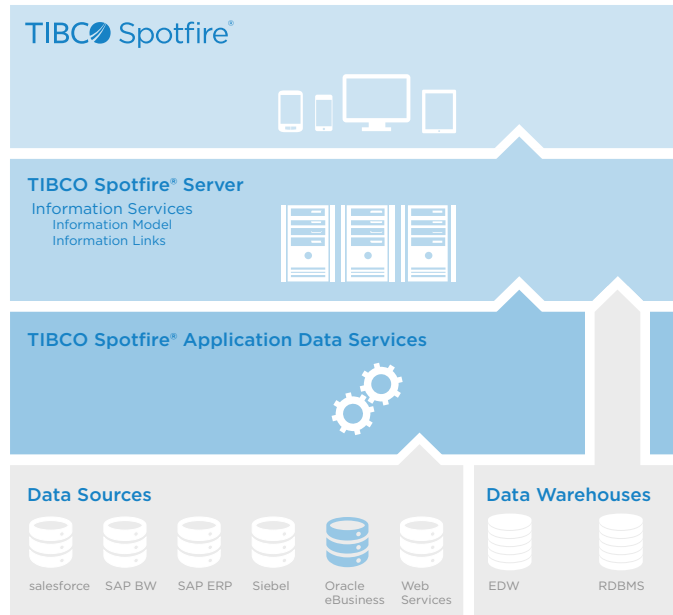 TIBCO Spotfire®
TIBCO Spotfire® Server
Information Services
Information Model
Information Links
TIBCO Spotfire® Application Data Services
Data Sources
salesforce
SAP BW
SAP ERP
Siebel
Oracle
eBusiness
Web
Services
Data Warehouses
EDW
RDBMS